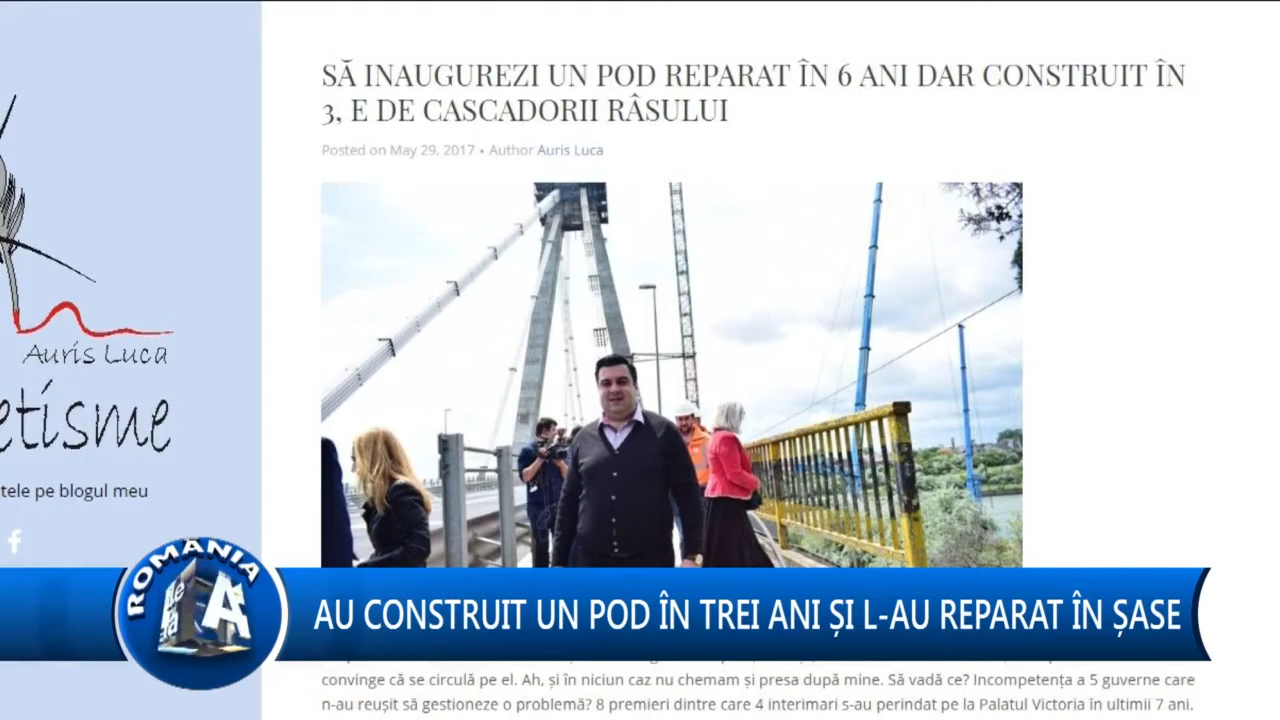 SĂ INAUGUREZI UN POD REPARAT ÎN 6 ANI DAR CONSTRUIT ÎN
3, E DE CASCADORII RÂSULUI
Posted on May 29, 2017 • Author Auris Luca
Auris Luca
etisme
tele pe blogul meu
f
ROMANIA
A
AU CONSTRUIT UN POD ÎN TREI ANI ȘI L-AU REPARAT ÎN ȘASE
convinge că se circulă pe el. Ah, și în niciun caz nu chemam și presa după mine. Să vadă ce? Incompetența a 5 guverne care
n-au reușit să gestioneze o problemă? 8 premieri dintre care 4 interimari s-au perindat pe la Palatul Victoria în ultimii 7 ani.